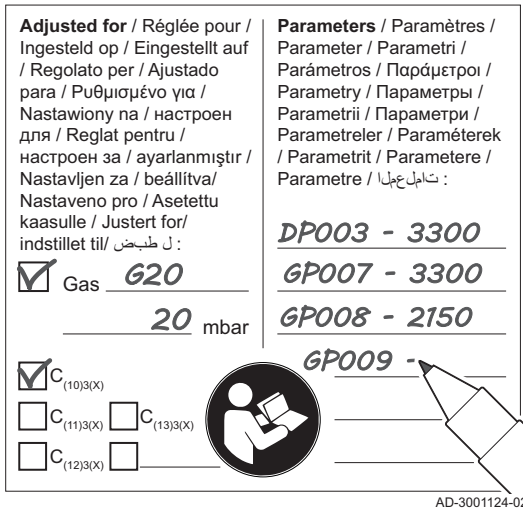 Adjusted for / Réglée pour /
Ingesteld op / Eingestellt auf
/ Regolato per / Ajustado
para / Ρυθμισμένο για /
Nastawiony na / настроен
для / Reglat pentru /
настроен за / ayarlanmıştır /
Nastavljen za / beállítva/
Nastaveno pro / Asetettu
kaasulle / Justert for/
indstillet til/ ل طبض :
Gas G20
20 mbar
C(10)3(X)
C(11)3(X) C(13)3(X)
C(12)3(X)
Parameters / Paramètres /
Parameter / Parametri /
Parámetros / Παράμετροι /
Parametry / Параметры /
Parametrii / Параметри /
Parametreler / Paraméterek
/ Parametrit / Parametere /
Parametre / تاملعملا :
DP003 - 3300
GP007 - 3300
GP008 - 2150
GP009 -
AD-3001124-02